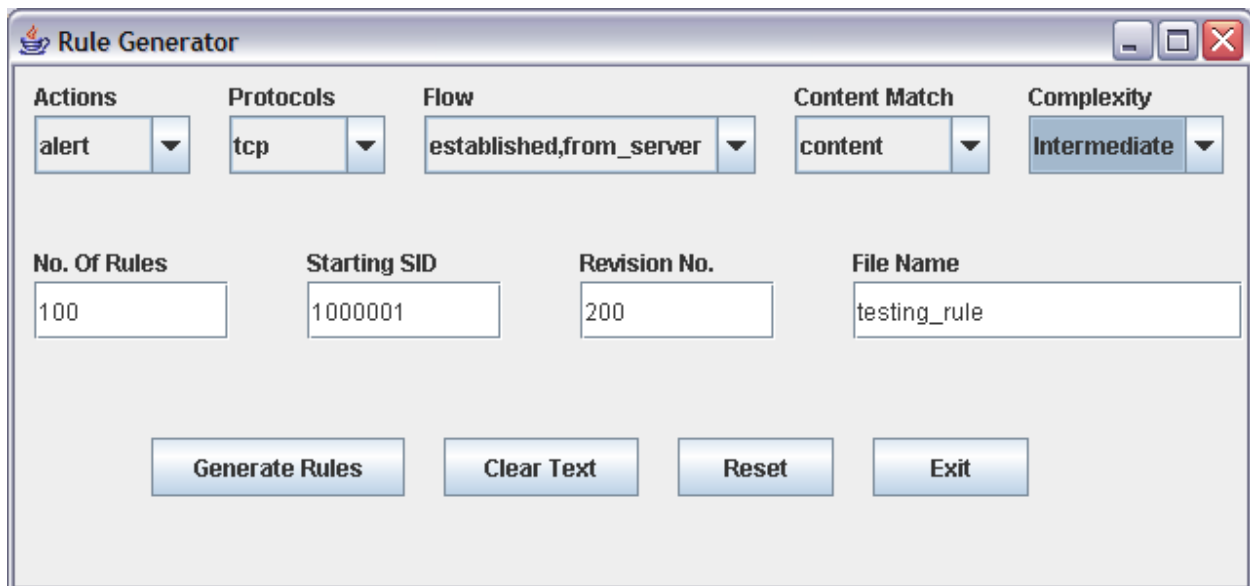 Rule Generator
Actions Protocols Flow Content Match Complexity
alert tcp established,from_server content Intermediate
No. Of Rules Starting SID Revision No. File Name
100 1000001 200 testing_rule
Generate Rules Clear Text Reset Exit